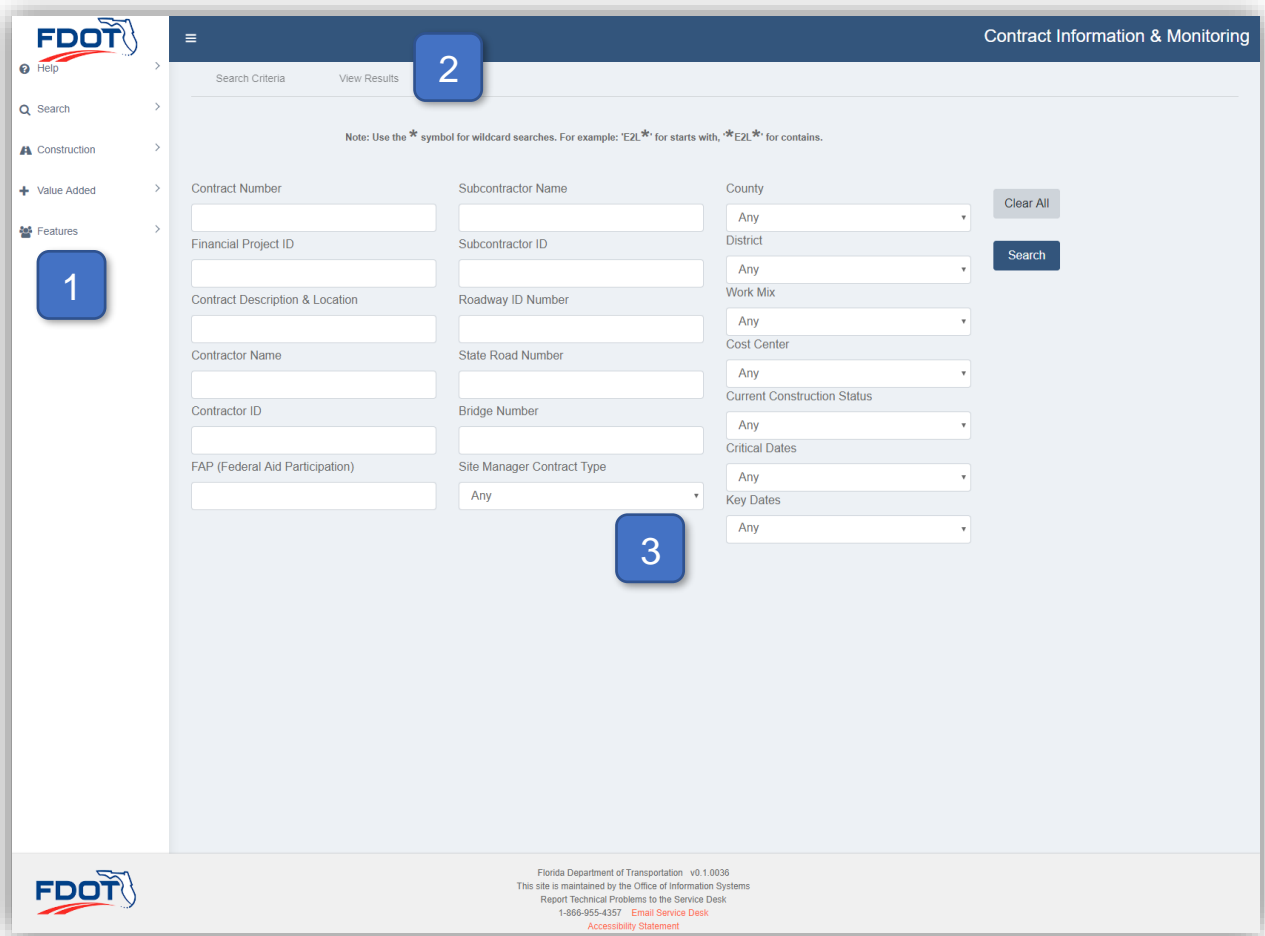 FDOT
Contract Information & Monitoring
Help
Search
Construction
Value Added
Features
1
2
Search Criteria View Results
Note: Use the * symbol for wildcard searches. For example: 'E2L*' for starts with, '*E2L*' for contains.
Contract Number
Financial Project ID
Contract Description & Location
Contractor Name
Contractor ID
FAP (Federal Aid Participation)
Subcontractor Name
Subcontractor ID
Roadway ID Number
State Road Number
Bridge Number
Site Manager Contract Type
Any
3
County
Any
District
Any
Work Mix
Any
Cost Center
Any
Current Construction Status
Any
Critical Dates
Any
Key Dates
Any
Clear All
Search
FDOT
Florida Department of Transportation v0.1.0036
This site is maintained by the Office of Information Systems
Report Technical Problems to the Service Desk
1-866-955-4357 Email Service Desk
Accessibility Statement